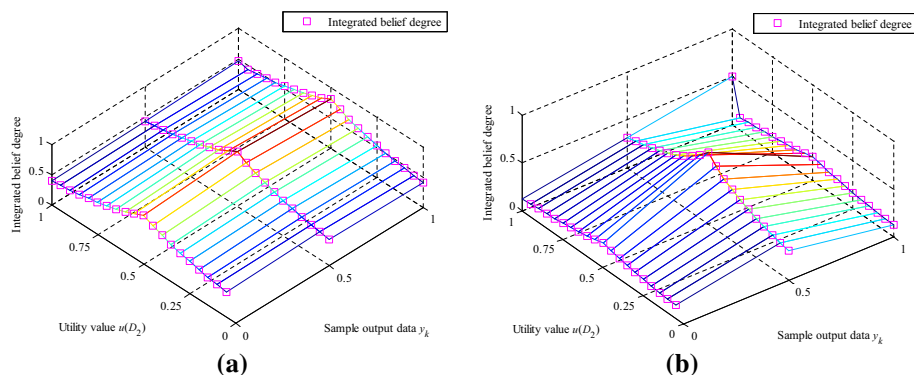 Integrated belief degree
Integrated belief degree
1
0.5
0
1
0.75
0.5
0.25
0
0
0.5
1
Utility value u(D2)
Sample output data yk
(a)
Integrated belief degree
Integrated belief degree
1
0.5
0
1
0.75
0.5
0.25
0
0
0.5
1
Utility value u(D2)
Sample output data yk
(b)